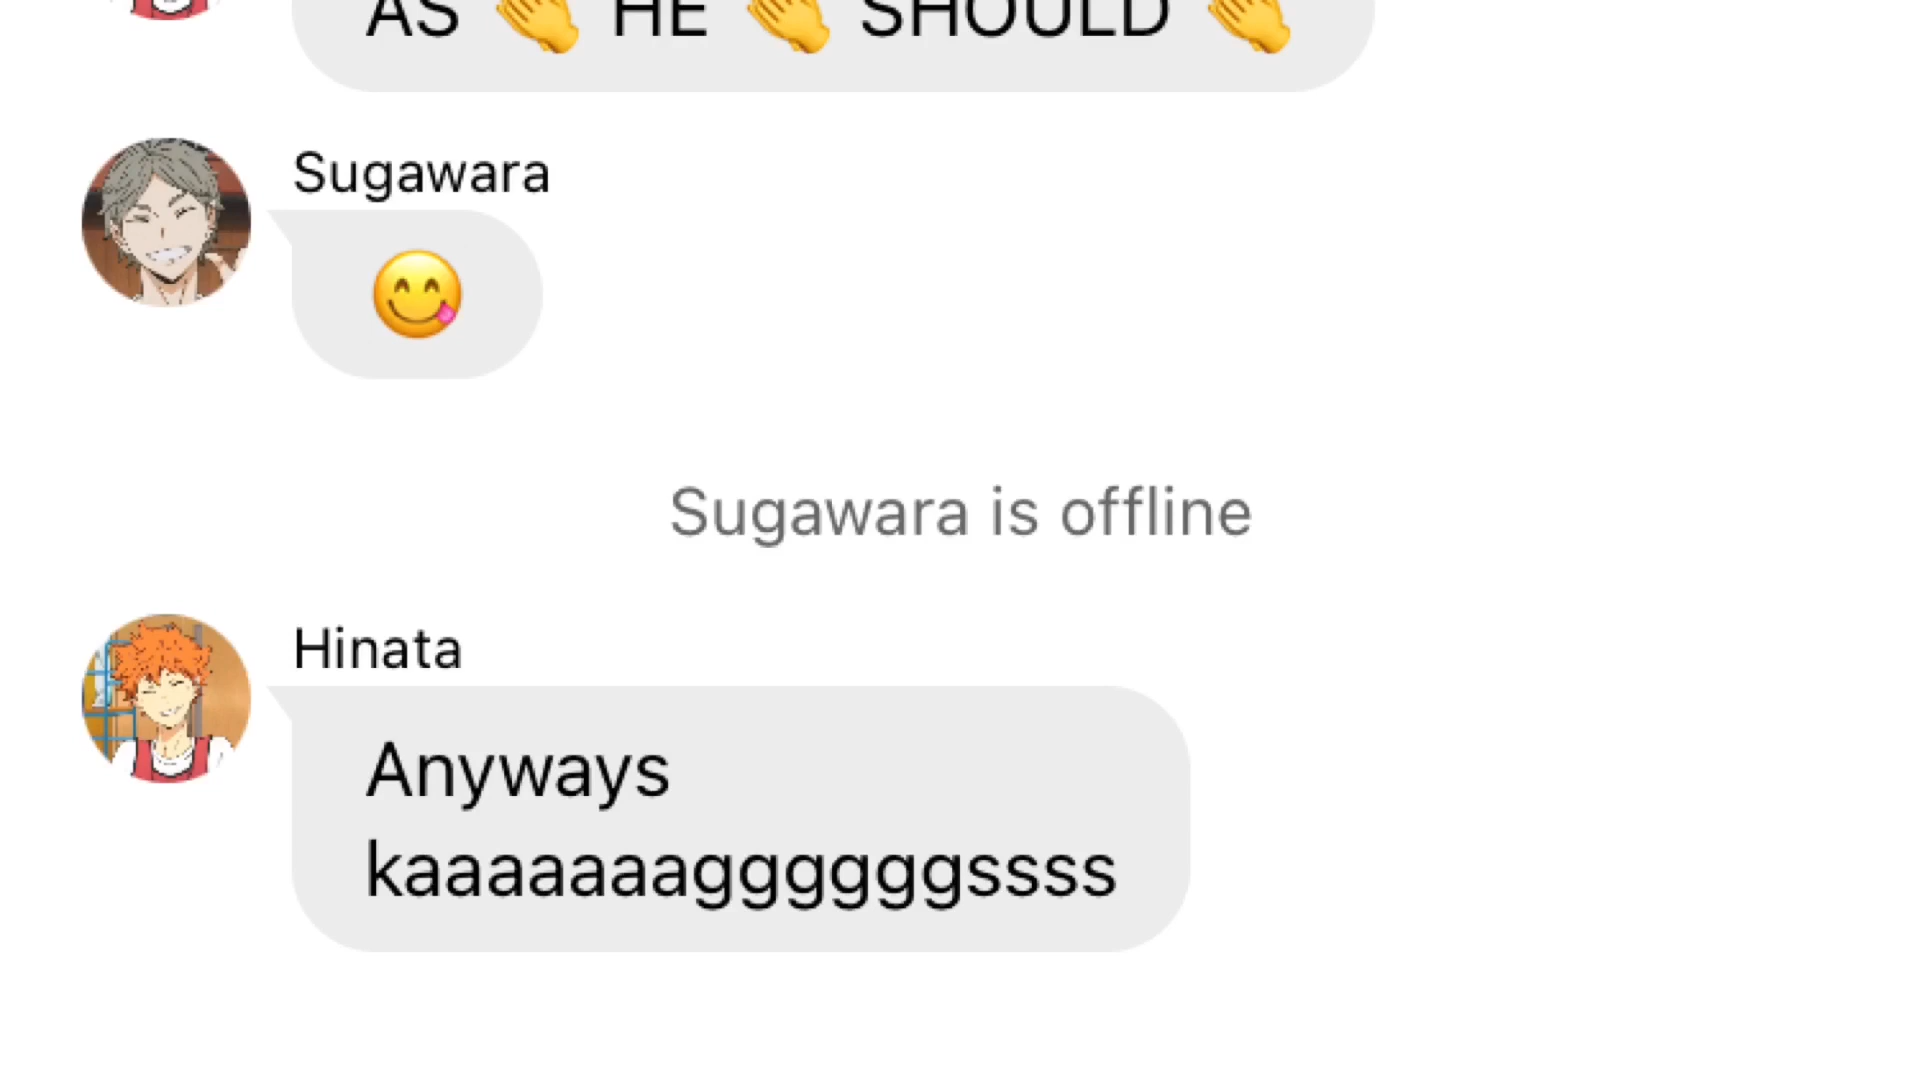 AS 👏 HE 👏 SHOULD 👏
Sugawara
😋
Sugawara is offline
Hinata
Anyways
kaaaaaaaggggggssss